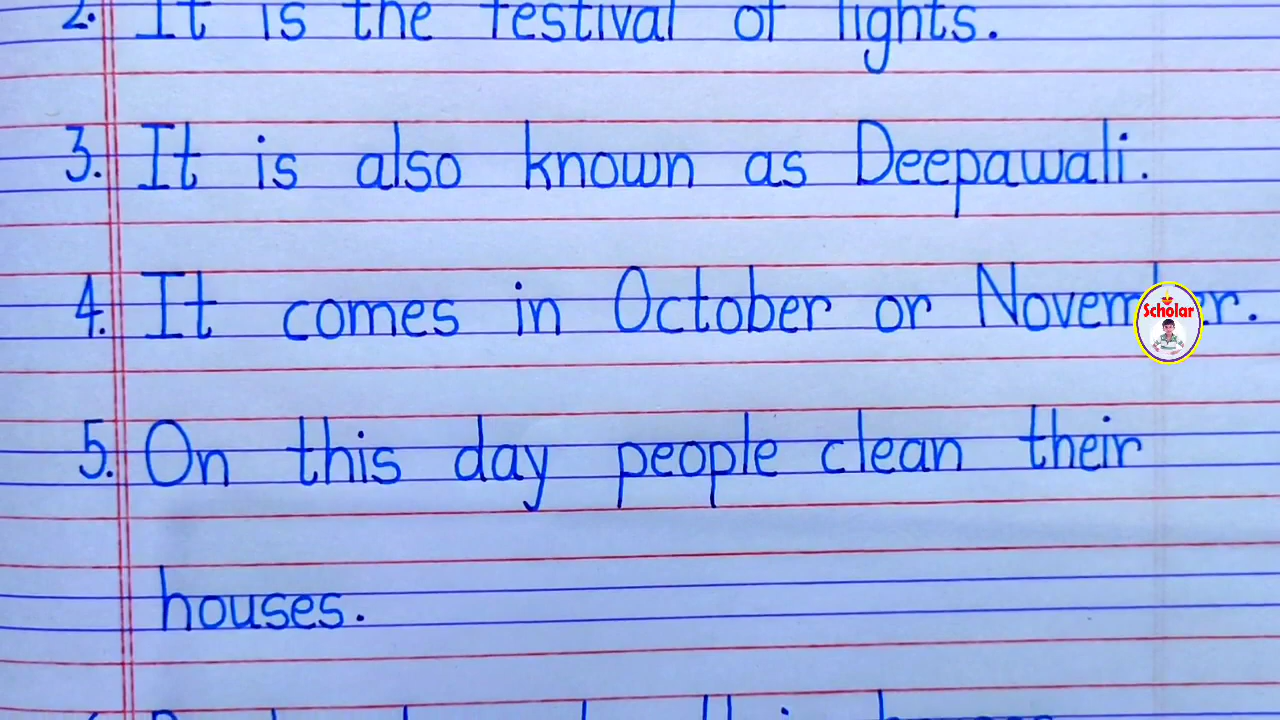 2. It is the festival of lights.
3. It is also known as Deepawali.
4. It comes in October or November.
Scholar
5. On this day people clean their
houses.